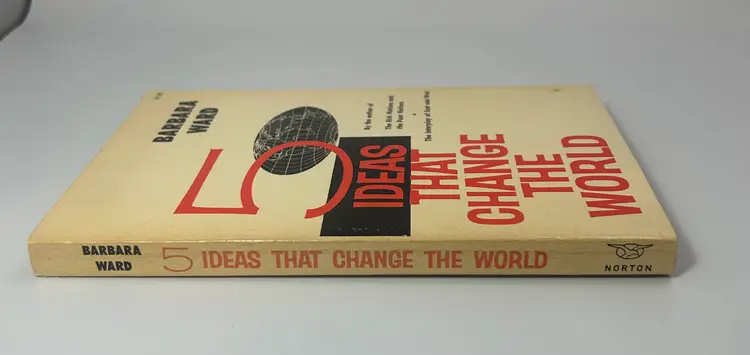 BARBARA
WARD
By the author of
The Rich Nations and
the Poor Nations
•
The Interplay of East and West
5
IDEAS
THAT
CHANGE
THE
WORLD
BARBARA
WARD
5 IDEAS THAT CHANGE THE WORLD
NORTON